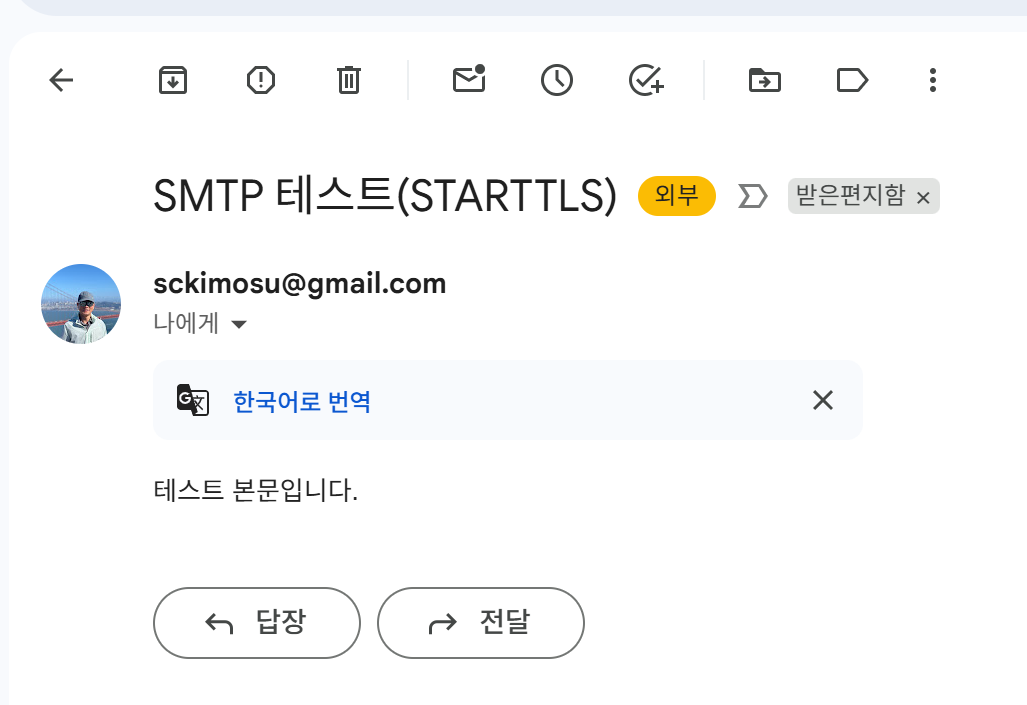 SMTP 테스트(STARTTLS) 외부 받은편지함 ×
sckimosu@gmail.com
나에게
한국어로 번역
테스트 본문입니다.
답장 전달